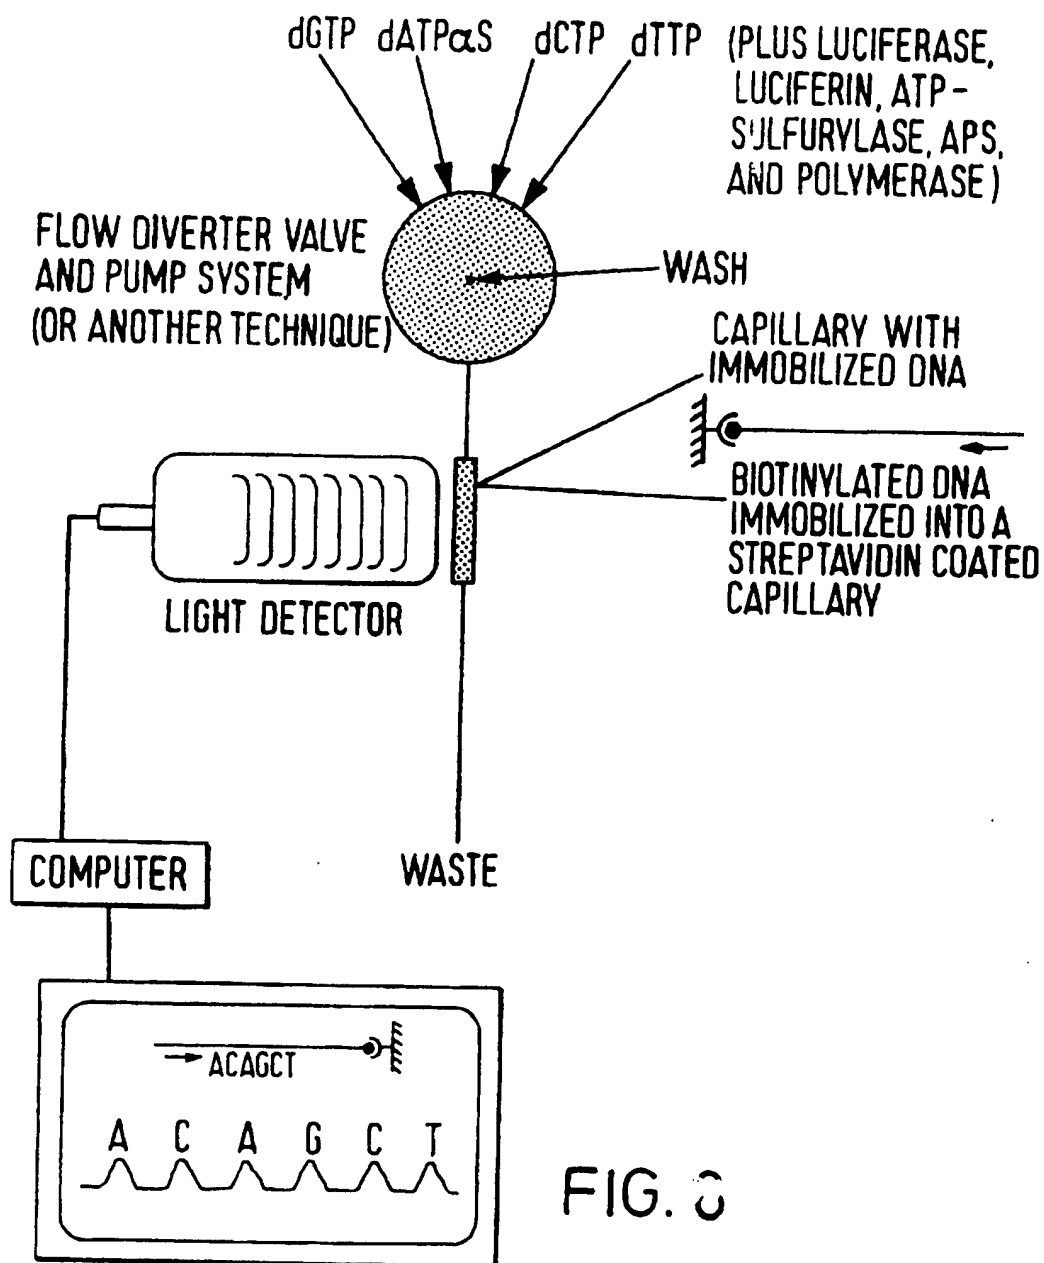 dGTP dATPαS dCTP dTTP (PLUS LUCIFERASE,
LUCIFERIN, ATP-
SULFURYLASE, APS,
AND POLYMERASE)
FLOW DIVERTER VALVE
AND PUMP SYSTEM
(OR ANOTHER TECHNIQUE)
WASH
CAPILLARY WITH
IMMOBILIZED DNA
BIOTINYLATED DNA
IMMOBILIZED INTO A
STREPTAVIDIN COATED
CAPILLARY
LIGHT DETECTOR
COMPUTER
WASTE
ACAGCT
A C A G C T
FIG.